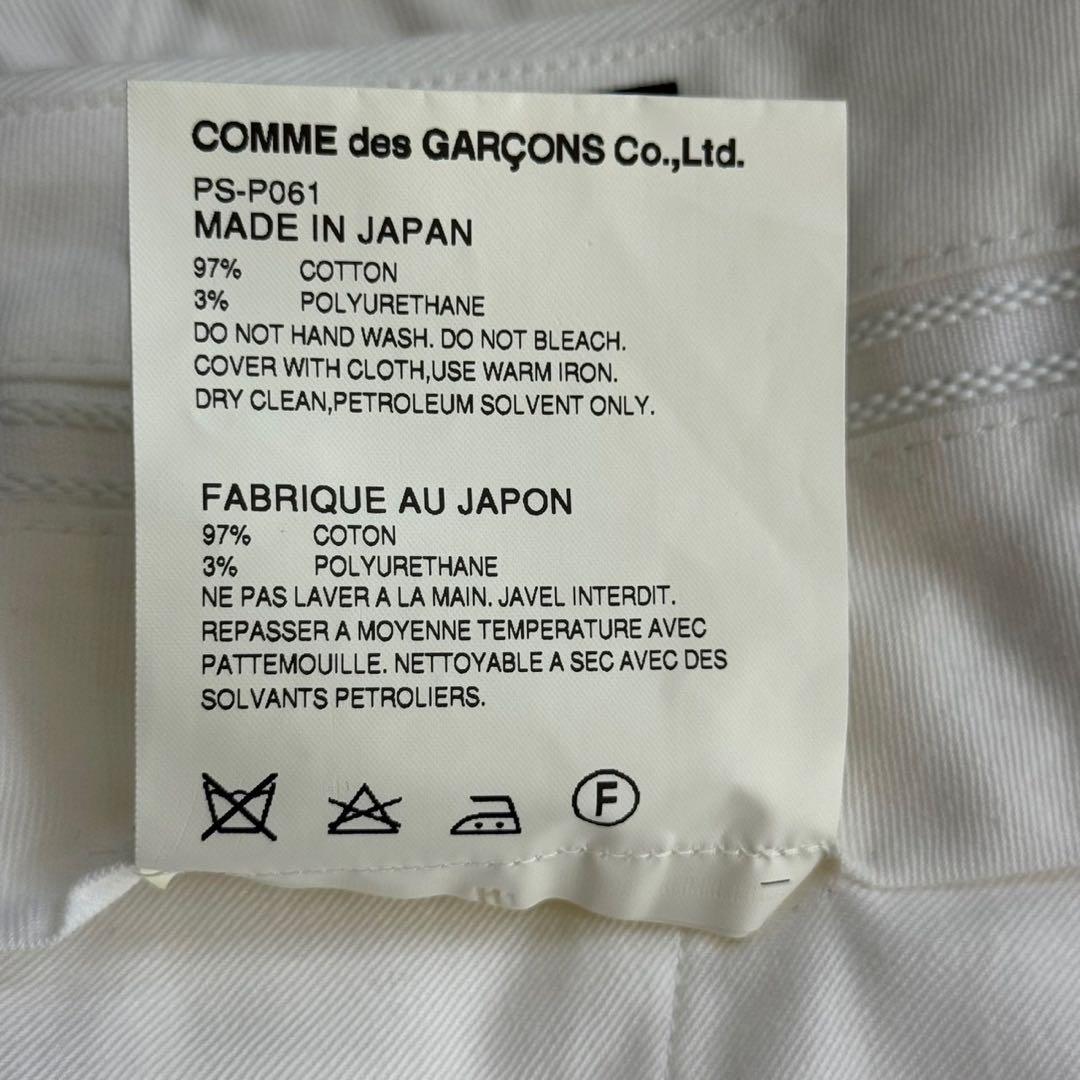 COMME des GARÇONS Co.,Ltd.
PS-P061
MADE IN JAPAN
97% COTTON
3% POLYURETHANE
DO NOT HAND WASH. DO NOT BLEACH.
COVER WITH CLOTH,USE WARM IRON.
DRY CLEAN,PETROLEUM SOLVENT ONLY.
FABRIQUE AU JAPON
97% COTON
3% POLYURETHANE
NE PAS LAVER A LA MAIN. JAVEL INTERDIT.
REPASSER A MOYENNE TEMPERATURE AVEC
PATTEMOUILLE. NETTOYABLE A SEC AVEC DES
SOLVANTS PETROLIERS.
F